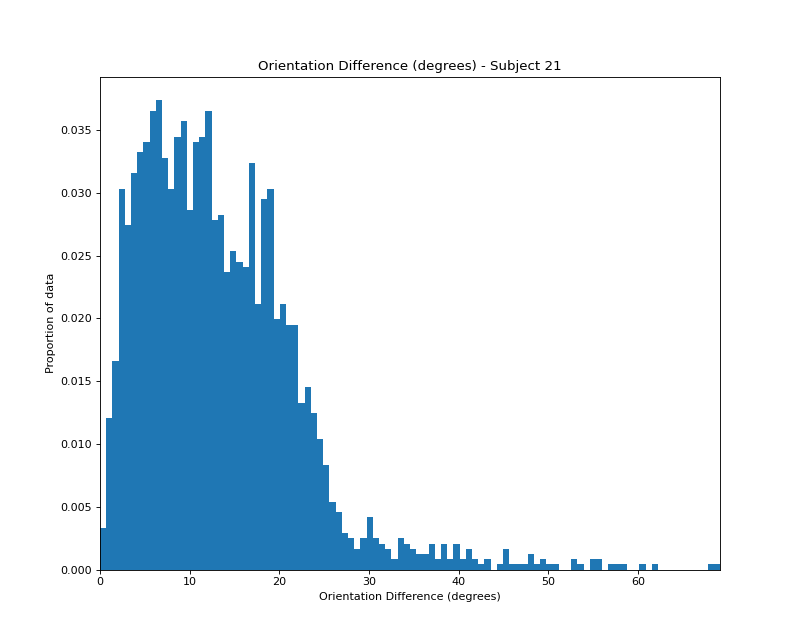 Orientation Difference (degrees) - Subject 21
0.035
0.030
0.025
0.020
0.015
0.010
0.005
0.000
Proportion of data
0 10 20 30 40 50 60
Orientation Difference (degrees)